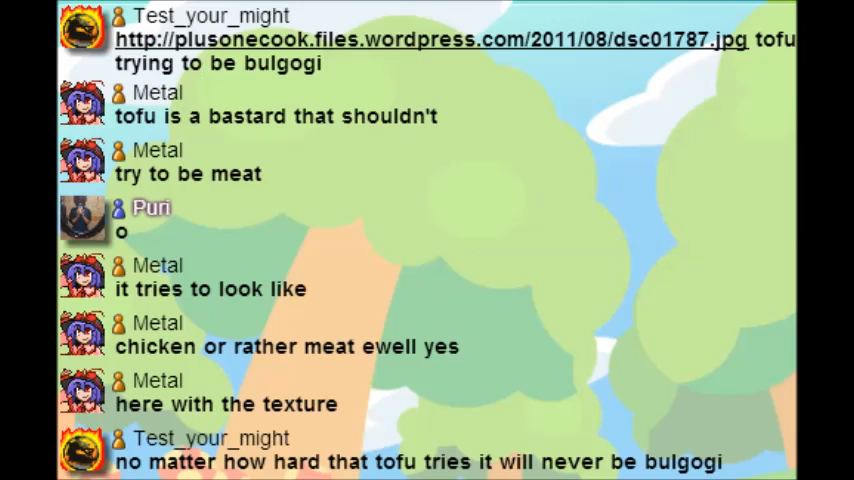 Test_your_might
http://plusonecook.files.wordpress.com/2011/08/dsc01787.jpg tofu
trying to be bulgogi
Metal
tofu is a bastard that shouldn't
Metal
try to be meat
Puri
o
Metal
it tries to look like
Metal
chicken or rather meat ewell yes
Metal
here with the texture
Test_your_might
no matter how hard that tofu tries it will never be bulgogi